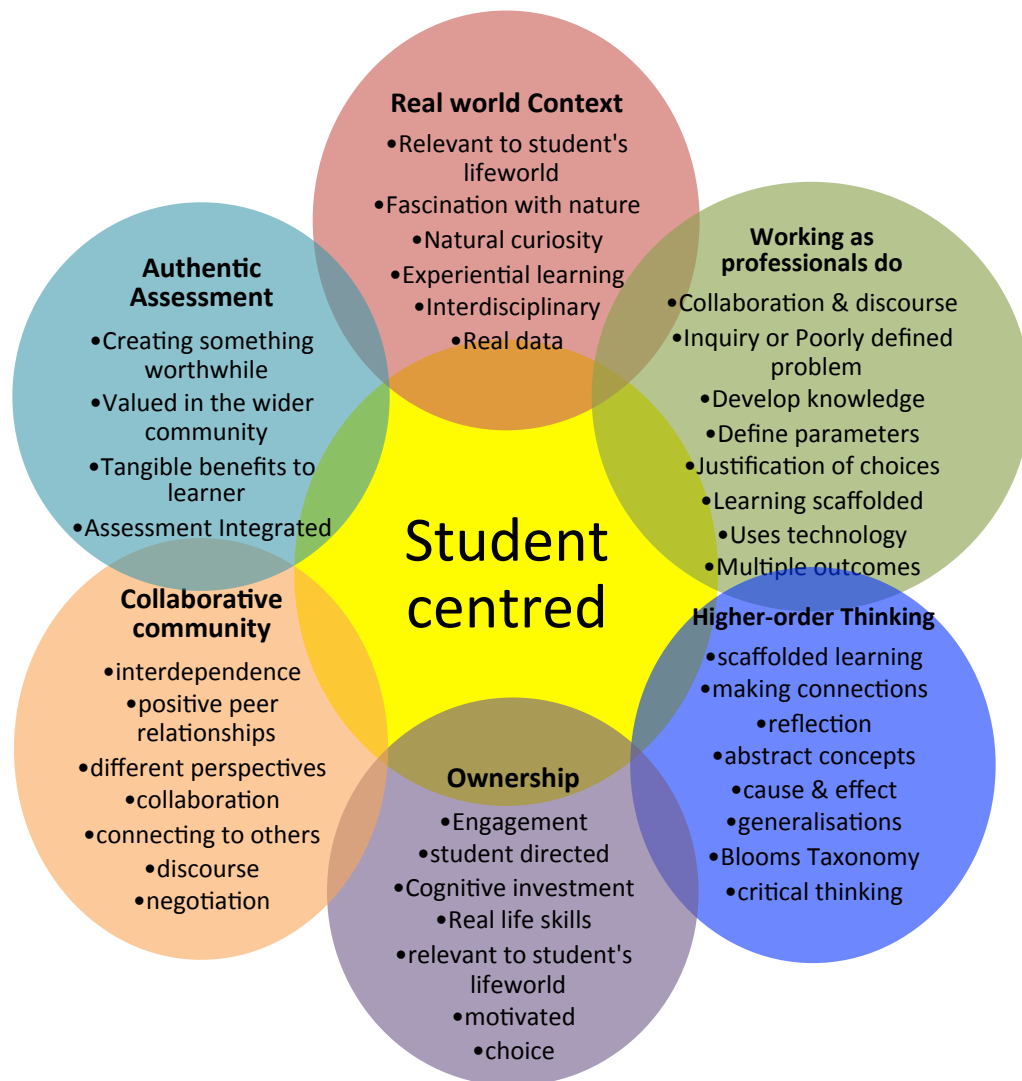 Real world Context
•Relevant to student's
lifeworld
•Fascination with nature
•Natural curiosity
•Experiential learning
•Interdisciplinary
•Real data
Working as
professionals do
•Collaboration & discourse
•Inquiry or Poorly defined
problem
•Develop knowledge
•Define parameters
•Justification of choices
•Learning scaffolded
•Uses technology
•Multiple outcomes
Higher-order Thinking
•scaffolded learning
•making connections
•reflection
•abstract concepts
•cause & effect
•generalisations
•Blooms Taxonomy
•critical thinking
Ownership
•Engagement
•student directed
•Cognitive investment
•Real life skills
•relevant to student's
lifeworld
•motivated
•choice
Collaborative
community
•interdependence
•positive peer
relationships
•different perspectives
•collaboration
•connecting to others
•discourse
•negotiation
Authentic
Assessment
•Creating something
worthwhile
•Valued in the wider
community
•Tangible benefits to
learner
•Assessment Integrated
Student
centred